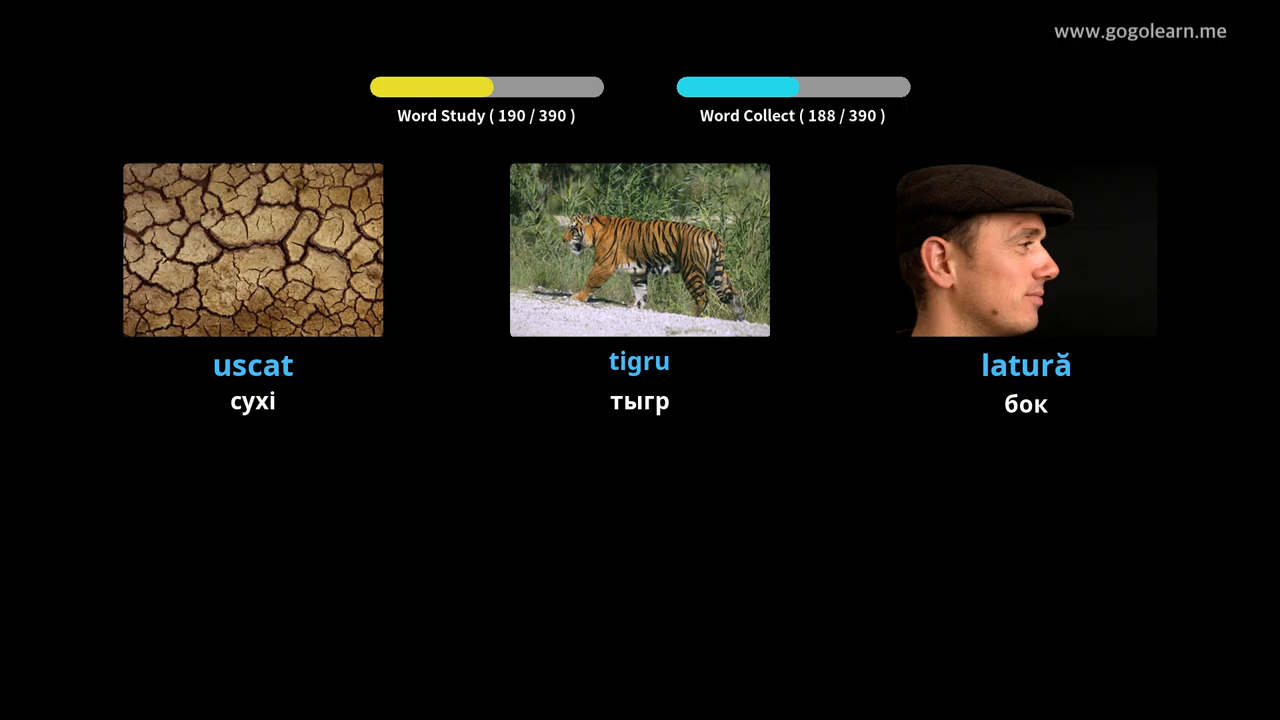 www.gogolearn.me
Word Study ( 190 / 390 )
Word Collect ( 188 / 390 )
uscat
сухі
tigru
тыгр
latură
бок